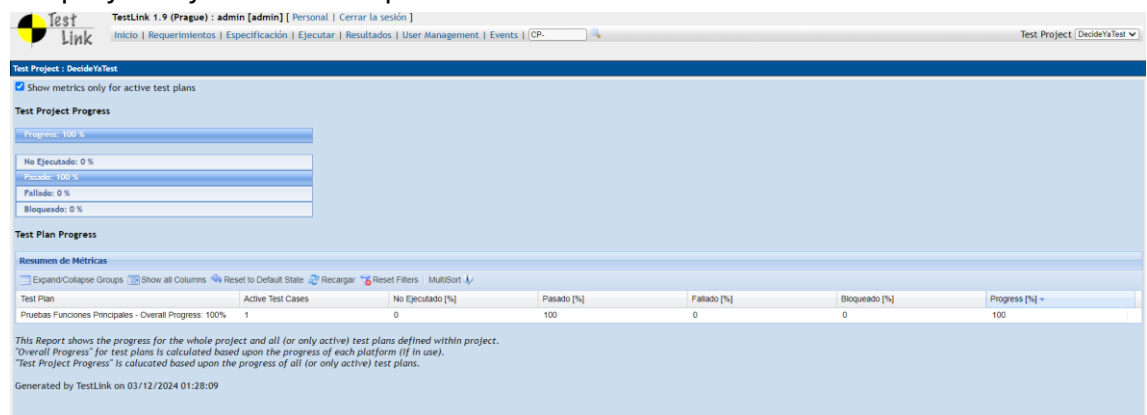 Test
Link
TestLink 1.9 (Prague) : admin [admin] [ Personal | Cerrar la sesión ]
Inicio | Requerimientos | Especificación | Ejecutar | Resultados | User Management | Events | CP-
Test Project DecideYaTest
Test Project : DecideYaTest
Show metrics only for active test plans
Test Project Progress
Progress: 100 %
No Ejecutado: 0 %
Pasado: 100 %
Fallado: 0 %
Bloqueado: 0 %
Test Plan Progress
Resumen de Métricas
Expand/Collapse Groups Show all Columns Reset to Default State Recargar Reset Filters MultiSort
Test Plan Active Test Cases No Ejecutado [%] Pasado [%] Fallado [%] Bloqueado [%] Progress [%]
Pruebas Funciones Principales - Overall Progress: 100% 1 0 100 0 0 100
This Report shows the progress for the whole project and all (or only active) test plans defined within project.
"Overall Progress" for test plans is calculated based upon the progress of each platform (if in use).
"Test Project Progress" is calucated based upon the progress of all (or only active) test plans.
Generated by TestLink on 03/12/2024 01:28:09